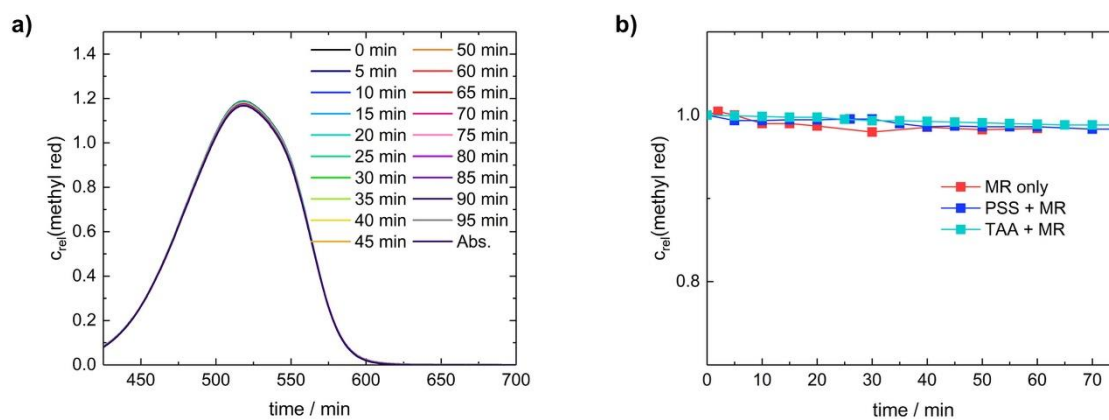 a)
c_rel(methyl red)
1.4
1.2
1.0
0.8
0.6
0.4
0.2
0.0
0 min
5 min
10 min
15 min
20 min
25 min
30 min
35 min
40 min
45 min
50 min
60 min
65 min
70 min
75 min
80 min
85 min
90 min
95 min
Abs.
450 500 550 600 650 700
time / min
b)
c_rel(methyl red)
1.0
0.8
MR only
PSS + MR
TAA + MR
0 10 20 30 40 50 60 70
time / min